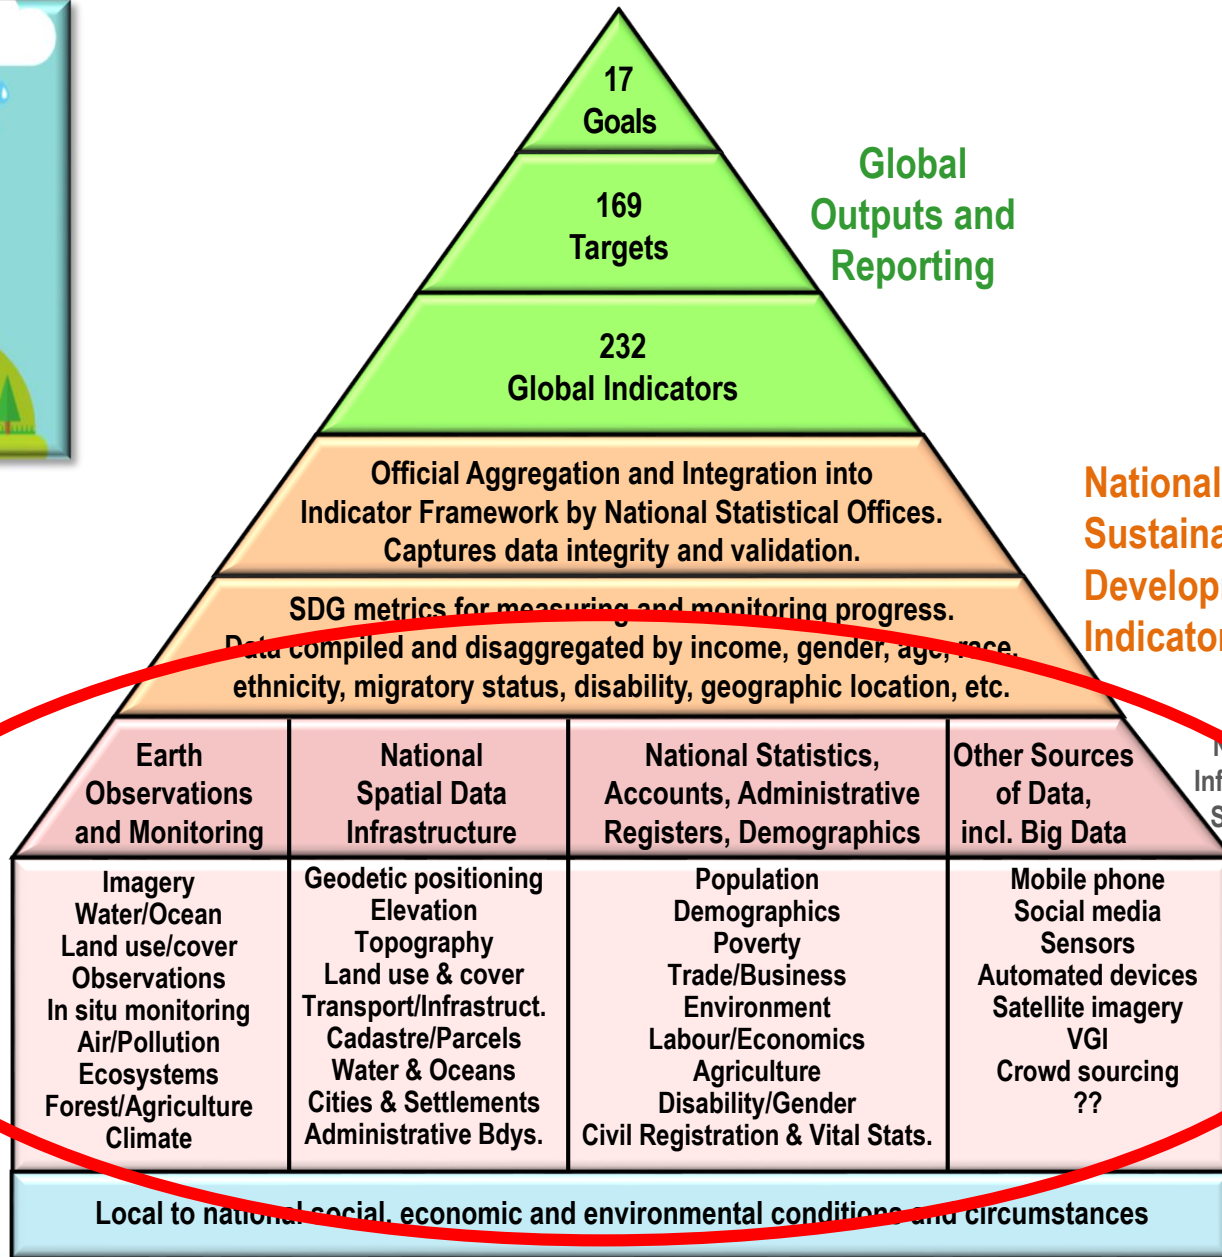 17
Goals
169
Targets
Global
Outputs and
Reporting
232
Global Indicators
Official Aggregation and Integration into
Indicator Framework by National Statistical Offices.
Captures data integrity and validation.
National
SDG metrics for measuring and monitoring progress.
Data compiled and disaggregated by income, gender, age, race,
ethnicity, migratory status, disability, geographic location, etc.
Earth
Observations
and Monitoring
National
Spatial Data
Infrastructure
National Statistics,
Accounts, Administrative
Registers, Demographics
Other Sources
of Data,
incl. Big Data
Imagery
Water/Ocean
Land use/cover
Observations
In situ monitoring
Air/Pollution
Ecosystems
Forest/Agriculture
Climate
Geodetic positioning
Elevation
Topography
Land use & cover
Transport/Infrastruct.
Cadastre/Parcels
Water & Oceans
Cities & Settlements
Administrative Bdys.
Population
Demographics
Poverty
Trade/Business
Environment
Labour/Economics
Agriculture
Disability/Gender
Civil Registration & Vital Stats.
Mobile phone
Social media
Sensors
Automated devices
Satellite imagery
VGI
Crowd sourcing
??
Local to national social, economic and environmental conditions and circumstances